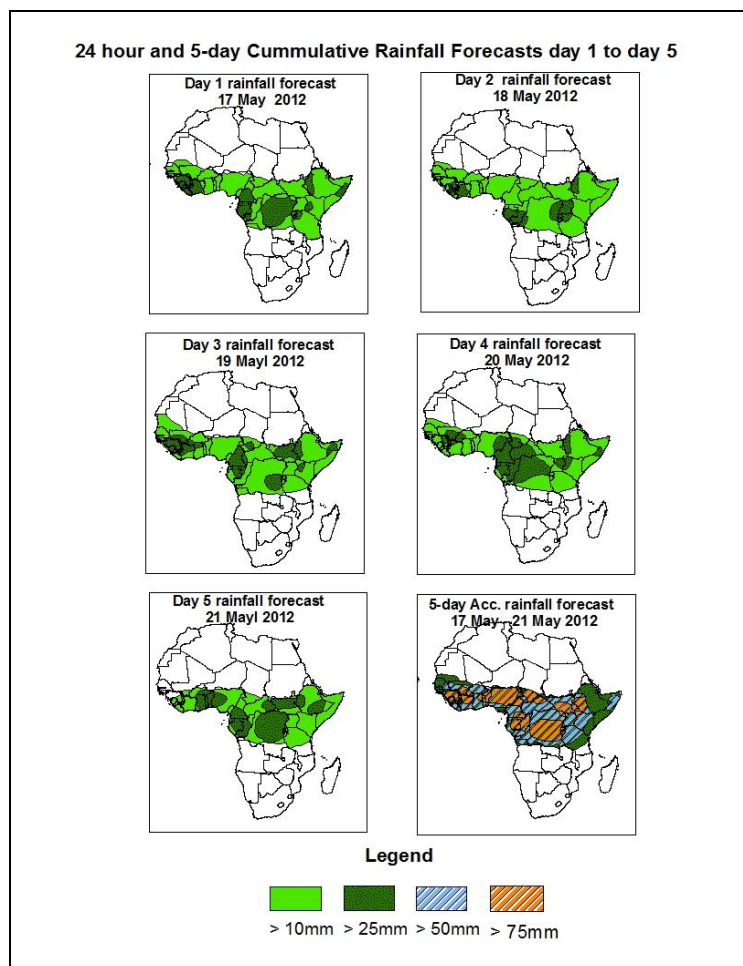 24 hour and 5-day Cummulative Rainfall Forecasts day 1 to day 5
Day 1 rainfall forecast
17 May 2012
Day 2 rainfall forecast
18 May 2012
Day 3 rainfall forecast
19 Mayl 2012
Day 4 rainfall forecast
20 May 2012
Day 5 rainfall forecast
21 Mayl 2012
5-day Acc. rainfall forecast
17 May - 21 May 2012
Legend
> 10mm > 25mm > 50mm > 75mm